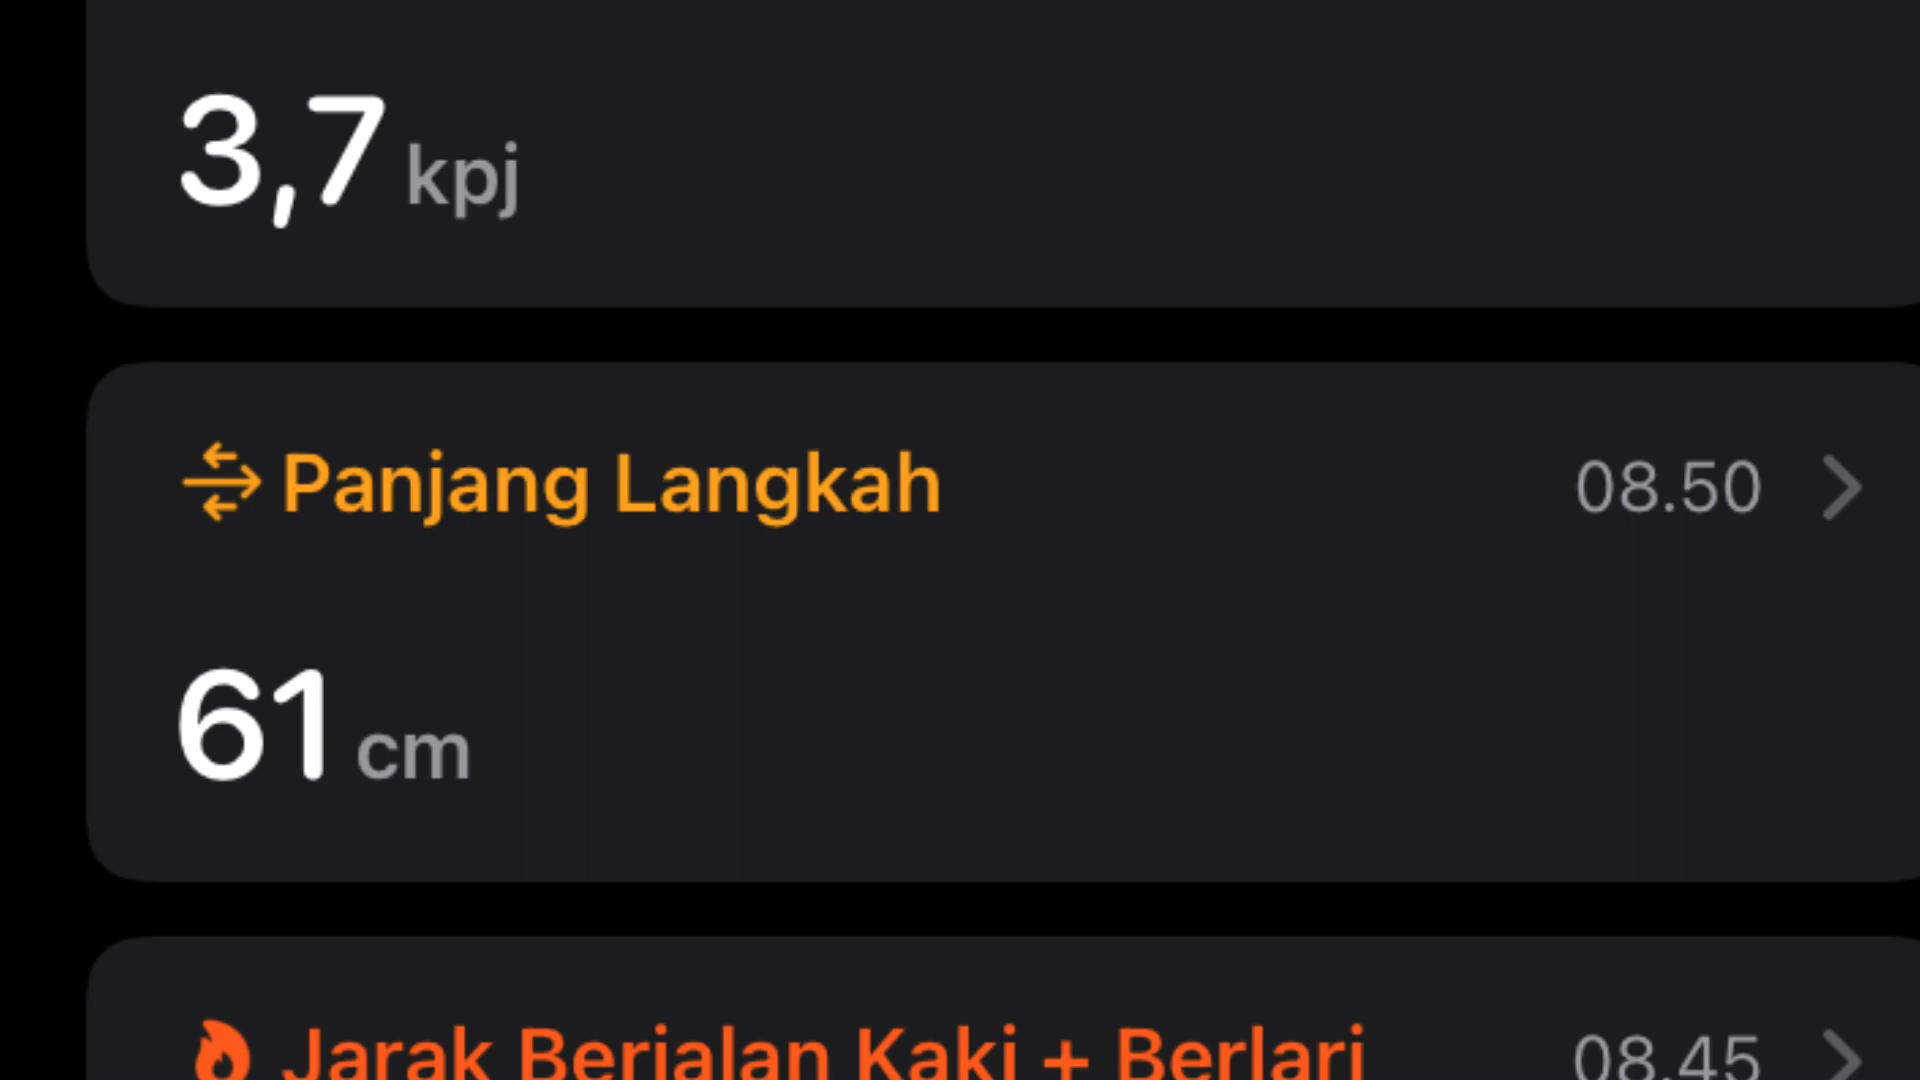 3,7 kpj
Panjang Langkah 08.50
61 cm
Jarak Berjalan Kaki + Berlari 08.45